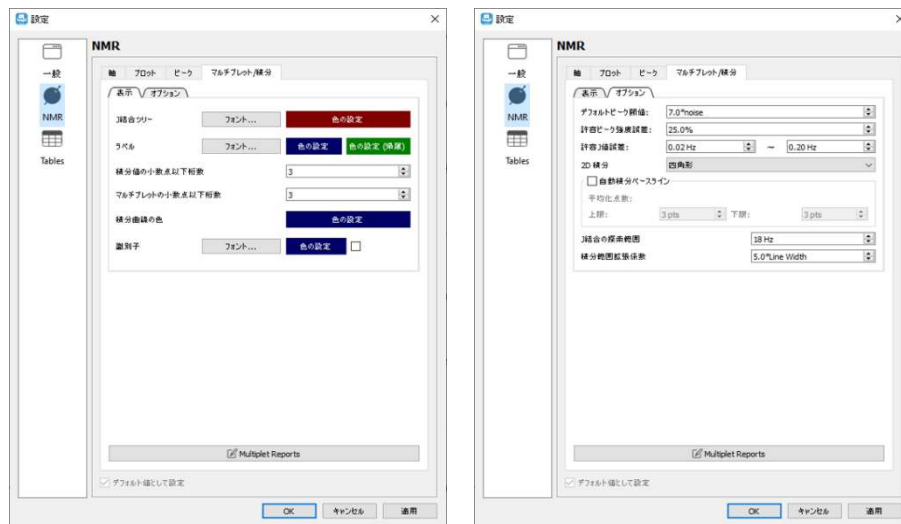 設定
NMR
一般
NMR
Tables
軸 プロット ピーク マルチプレット/積分
表示 オプション
J結合ツリー フォント... 色の設定
ラベル フォント... 色の設定 色の設定 (帰属)
積分値の小数点以下桁数 3
マルチプレットの小数点以下桁数 3
積分曲線の色 色の設定
識別子 フォント... 色の設定
Multiplet Reports
デフォルト値として設定
OK キャンセル 適用
設定
NMR
一般
NMR
Tables
軸 プロット ピーク マルチプレット/積分
表示 オプション
デフォルトピーク閾値: 7.0*noise
許容ピーク強度誤差: 25.0%
許容J値誤差: 0.02 Hz ~ 0.20 Hz
2D 積分 四角形
自動積分ベースライン
平均化点数:
上限: 3 pts 下限: 3 pts
J結合の探索範囲 18 Hz
積分範囲拡張係数 5.0*Line Width
Multiplet Reports
デフォルト値として設定
OK キャンセル 適用